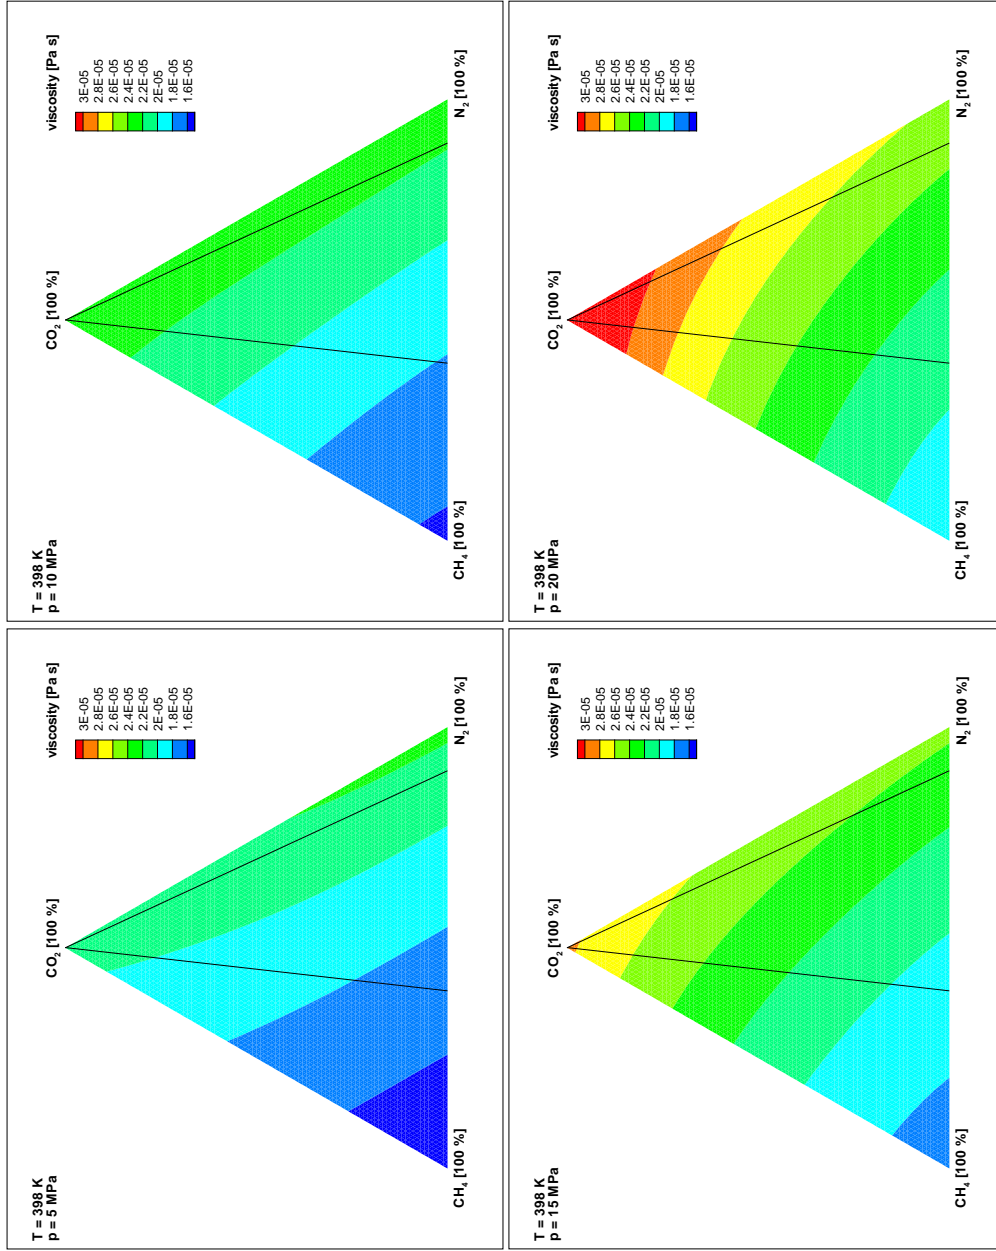 T = 398 K
p = 10 MPa
CO₂ [100 %]
viscosity [Pa s]
3E-05
2.8E-05
2.6E-05
2.4E-05
2.2E-05
2E-05
1.8E-05
1.6E-05
CH₄ [100 %]
N₂ [100 %]
T = 398 K
p = 20 MPa
CO₂ [100 %]
viscosity [Pa s]
3E-05
2.8E-05
2.6E-05
2.4E-05
2.2E-05
2E-05
1.8E-05
1.6E-05
CH₄ [100 %]
N₂ [100 %]
T = 398 K
p = 5 MPa
CO₂ [100 %]
viscosity [Pa s]
3E-05
2.8E-05
2.6E-05
2.4E-05
2.2E-05
2E-05
1.8E-05
1.6E-05
CH₄ [100 %]
N₂ [100 %]
T = 398 K
p = 15 MPa
CO₂ [100 %]
viscosity [Pa s]
3E-05
2.8E-05
2.6E-05
2.4E-05
2.2E-05
2E-05
1.8E-05
1.6E-05
CH₄ [100 %]
N₂ [100 %]